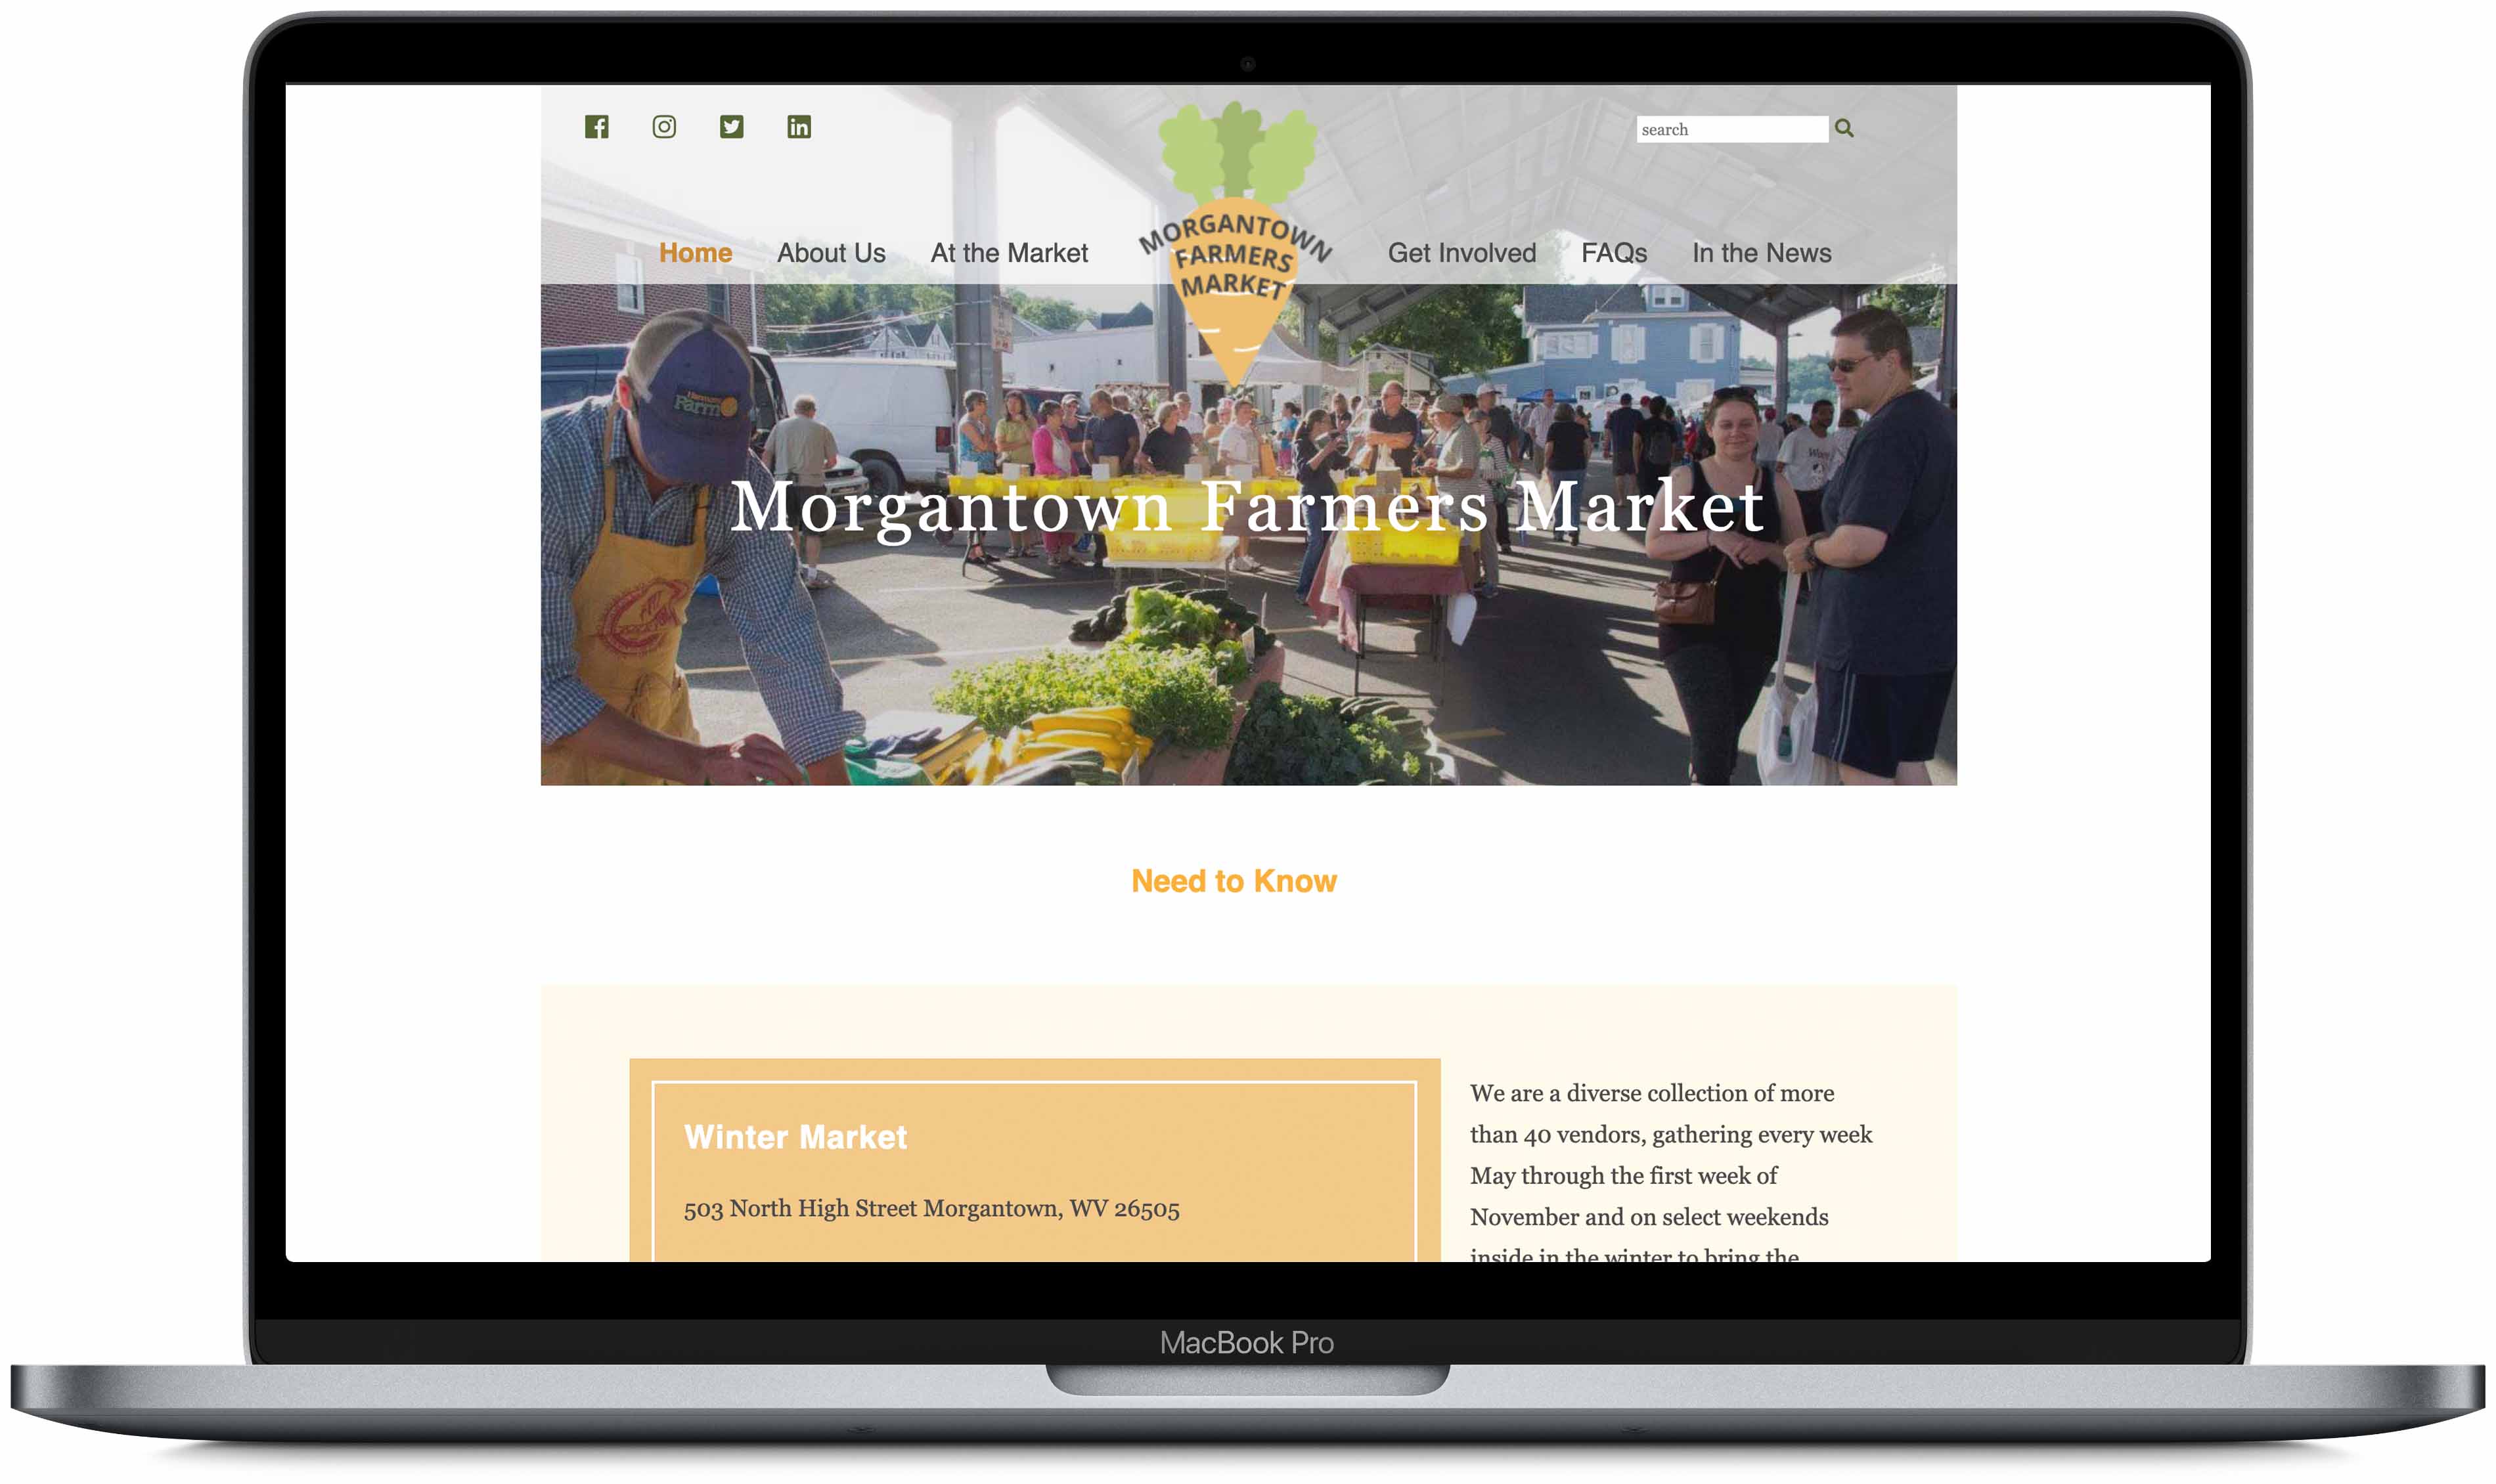 search
Home About Us At the Market
MORGANTOWN
FARMERS
MARKET
Get Involved FAQs In the News
Farm
Morgantown Farmers Market
Need to Know
Winter Market
503 North High Street Morgantown, WV 26505
We are a diverse collection of more
than 40 vendors, gathering every week
May through the first week of
November and on select weekends
inside in the winter to bring the
MacBook Pro